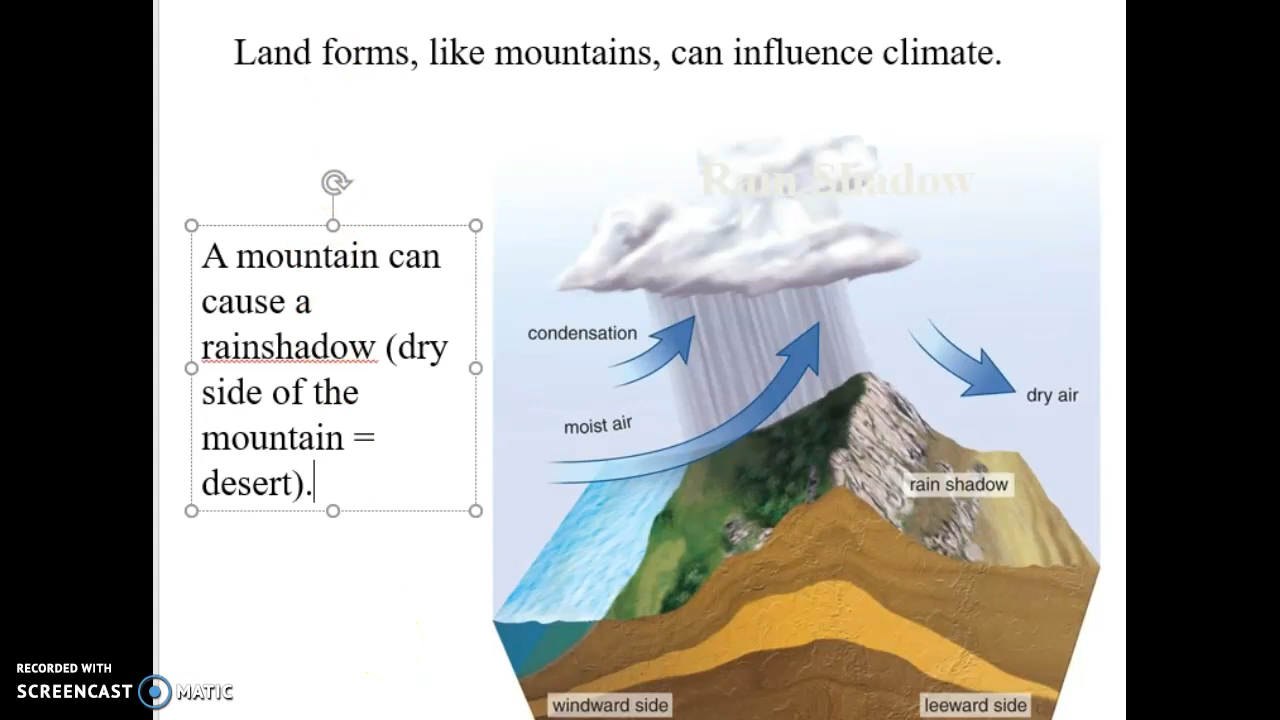 Land forms, like mountains, can influence climate.
Rain Shadow
A mountain can
cause a
rainshadow (dry
side of the
mountain =
desert).
condensation
moist air
dry air
rain shadow
windward side
leeward side
RECORDED WITH
SCREENCAST MATIC